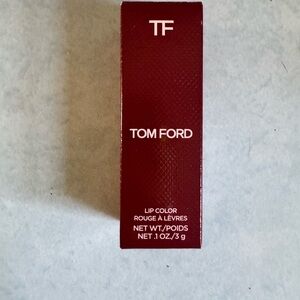 TF
TOM FORD
LIP COLOR
ROUGE À LÈVRES
NET WT./POIDS
NET .1 OZ./3 g